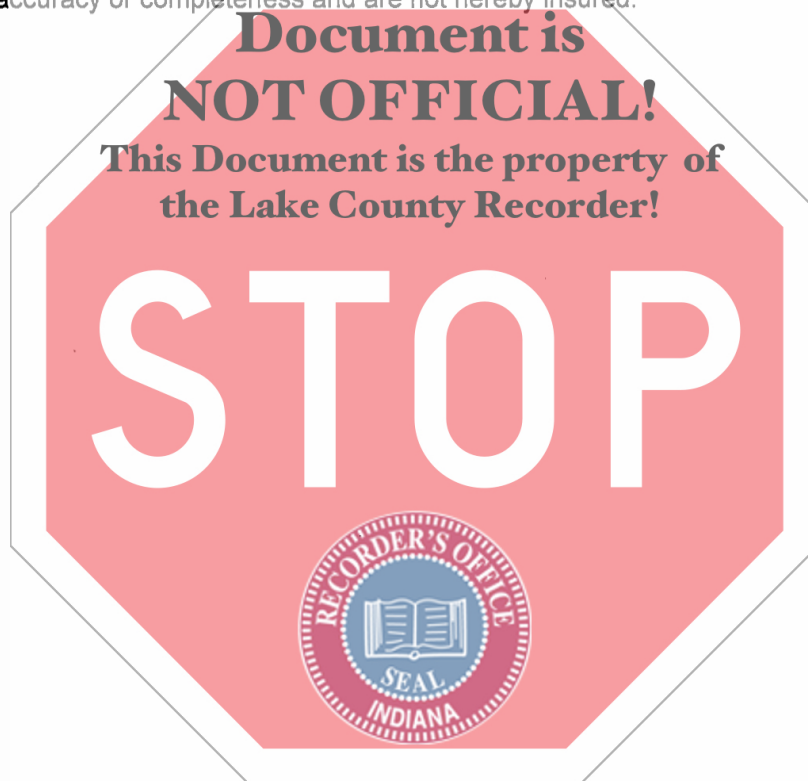 accuracy or completeness and are not hereby insured.
Document is
NOT OFFICIAL!
This Document is the property of
the Lake County Recorder!
STOP
RECORDER'S OFFICE
SEAL
INDIANA